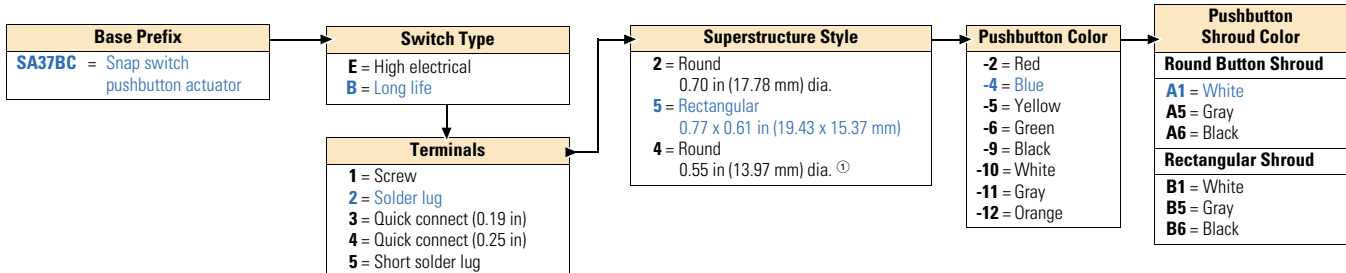 Base Prefix
SA37BC = Snap switch
pushbutton actuator
Switch Type
E = High electrical
B = Long life
Terminals
1 = Screw
2 = Solder lug
3 = Quick connect (0.19 in)
4 = Quick connect (0.25 in)
5 = Short solder lug
Superstructure Style
2 = Round
0.70 in (17.78 mm) dia.
5 = Rectangular
0.77 x 0.61 in (19.43 x 15.37 mm)
4 = Round
0.55 in (13.97 mm) dia. ①
Pushbutton Color
-2 = Red
-4 = Blue
-5 = Yellow
-6 = Green
-9 = Black
-10 = White
-11 = Gray
-12 = Orange
Pushbutton
Shroud Color
Round Button Shroud
A1 = White
A5 = Gray
A6 = Black
Rectangular Shroud
B1 = White
B5 = Gray
B6 = Black